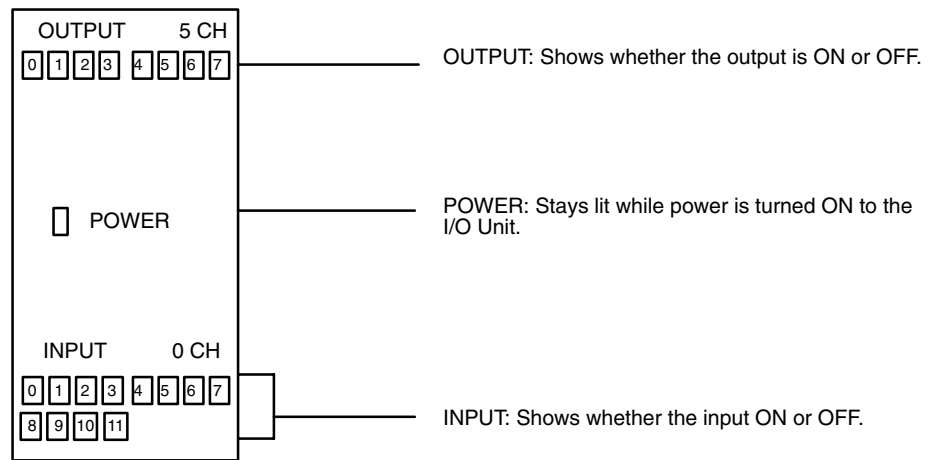 OUTPUT 5 CH
0 1 2 3 4 5 6 7
OUTPUT: Shows whether the output is ON or OFF.
POWER
POWER: Stays lit while power is turned ON to the
I/O Unit.
INPUT 0 CH
0 1 2 3 4 5 6 7
8 9 10 11
INPUT: Shows whether the input ON or OFF.